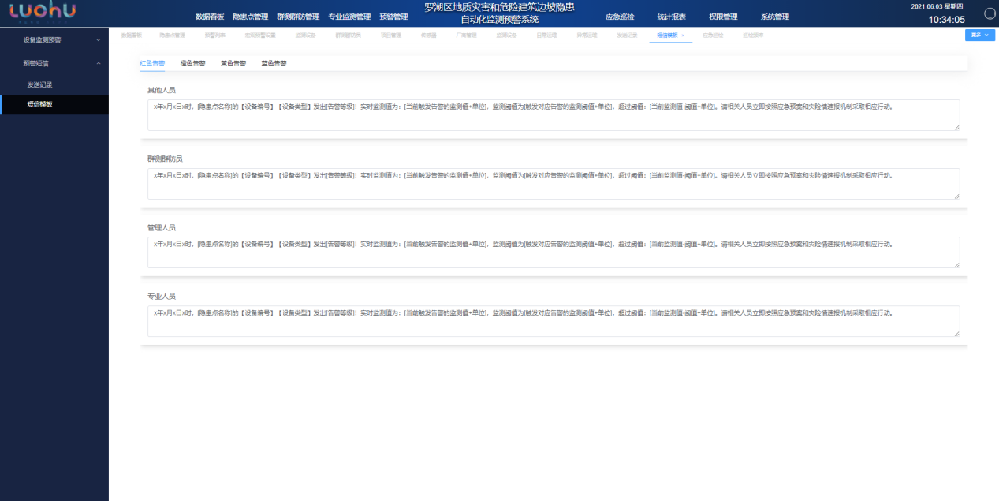 LUOHU
数据看板 隐患点管理 群测群防管理 专业监测管理 预警管理
罗湖区地质灾害和危险建筑边坡隐患
自动化监测预警系统
应急巡检 统计报表 权限管理 系统管理
2021.06.03 星期四
10:34:05
设备监测预警
预警短信
发送记录
短信模板
数据看板 隐患点管理 预警列表 宏观预警设置 监测设备 群测群防员 项目管理 传感器 厂商管理 监测设备 日常巡检 异常巡检 发送记录 短信模板 × 应急巡检 巡检频率
更多
红色告警 橙色告警 黄色告警 蓝色告警
其他人员
x年x月x日x时，[隐患点名称]的【设备编号】【设备类型】发出[告警等级]！实时监测值为：[当前触发告警的监测值+单位]，监测阈值为[触发对应告警的监测阈值+单位]，超过阈值：[当前监测值-阈值+单位]。请相关人员立即按照应急预案和灾险情速报机制采取相应行动。
群测群防员
x年x月x日x时，[隐患点名称]的【设备编号】【设备类型】发出[告警等级]！实时监测值为：[当前触发告警的监测值+单位]，监测阈值为[触发对应告警的监测阈值+单位]，超过阈值：[当前监测值-阈值+单位]。请相关人员立即按照应急预案和灾险情速报机制采取相应行动。
管理人员
x年x月x日x时，[隐患点名称]的【设备编号】【设备类型】发出[告警等级]！实时监测值为：[当前触发告警的监测值+单位]，监测阈值为[触发对应告警的监测阈值+单位]，超过阈值：[当前监测值-阈值+单位]。请相关人员立即按照应急预案和灾险情速报机制采取相应行动。
专业人员
x年x月x日x时，[隐患点名称]的【设备编号】【设备类型】发出[告警等级]！实时监测值为：[当前触发告警的监测值+单位]，监测阈值为[触发对应告警的监测阈值+单位]，超过阈值：[当前监测值-阈值+单位]。请相关人员立即按照应急预案和灾险情速报机制采取相应行动。